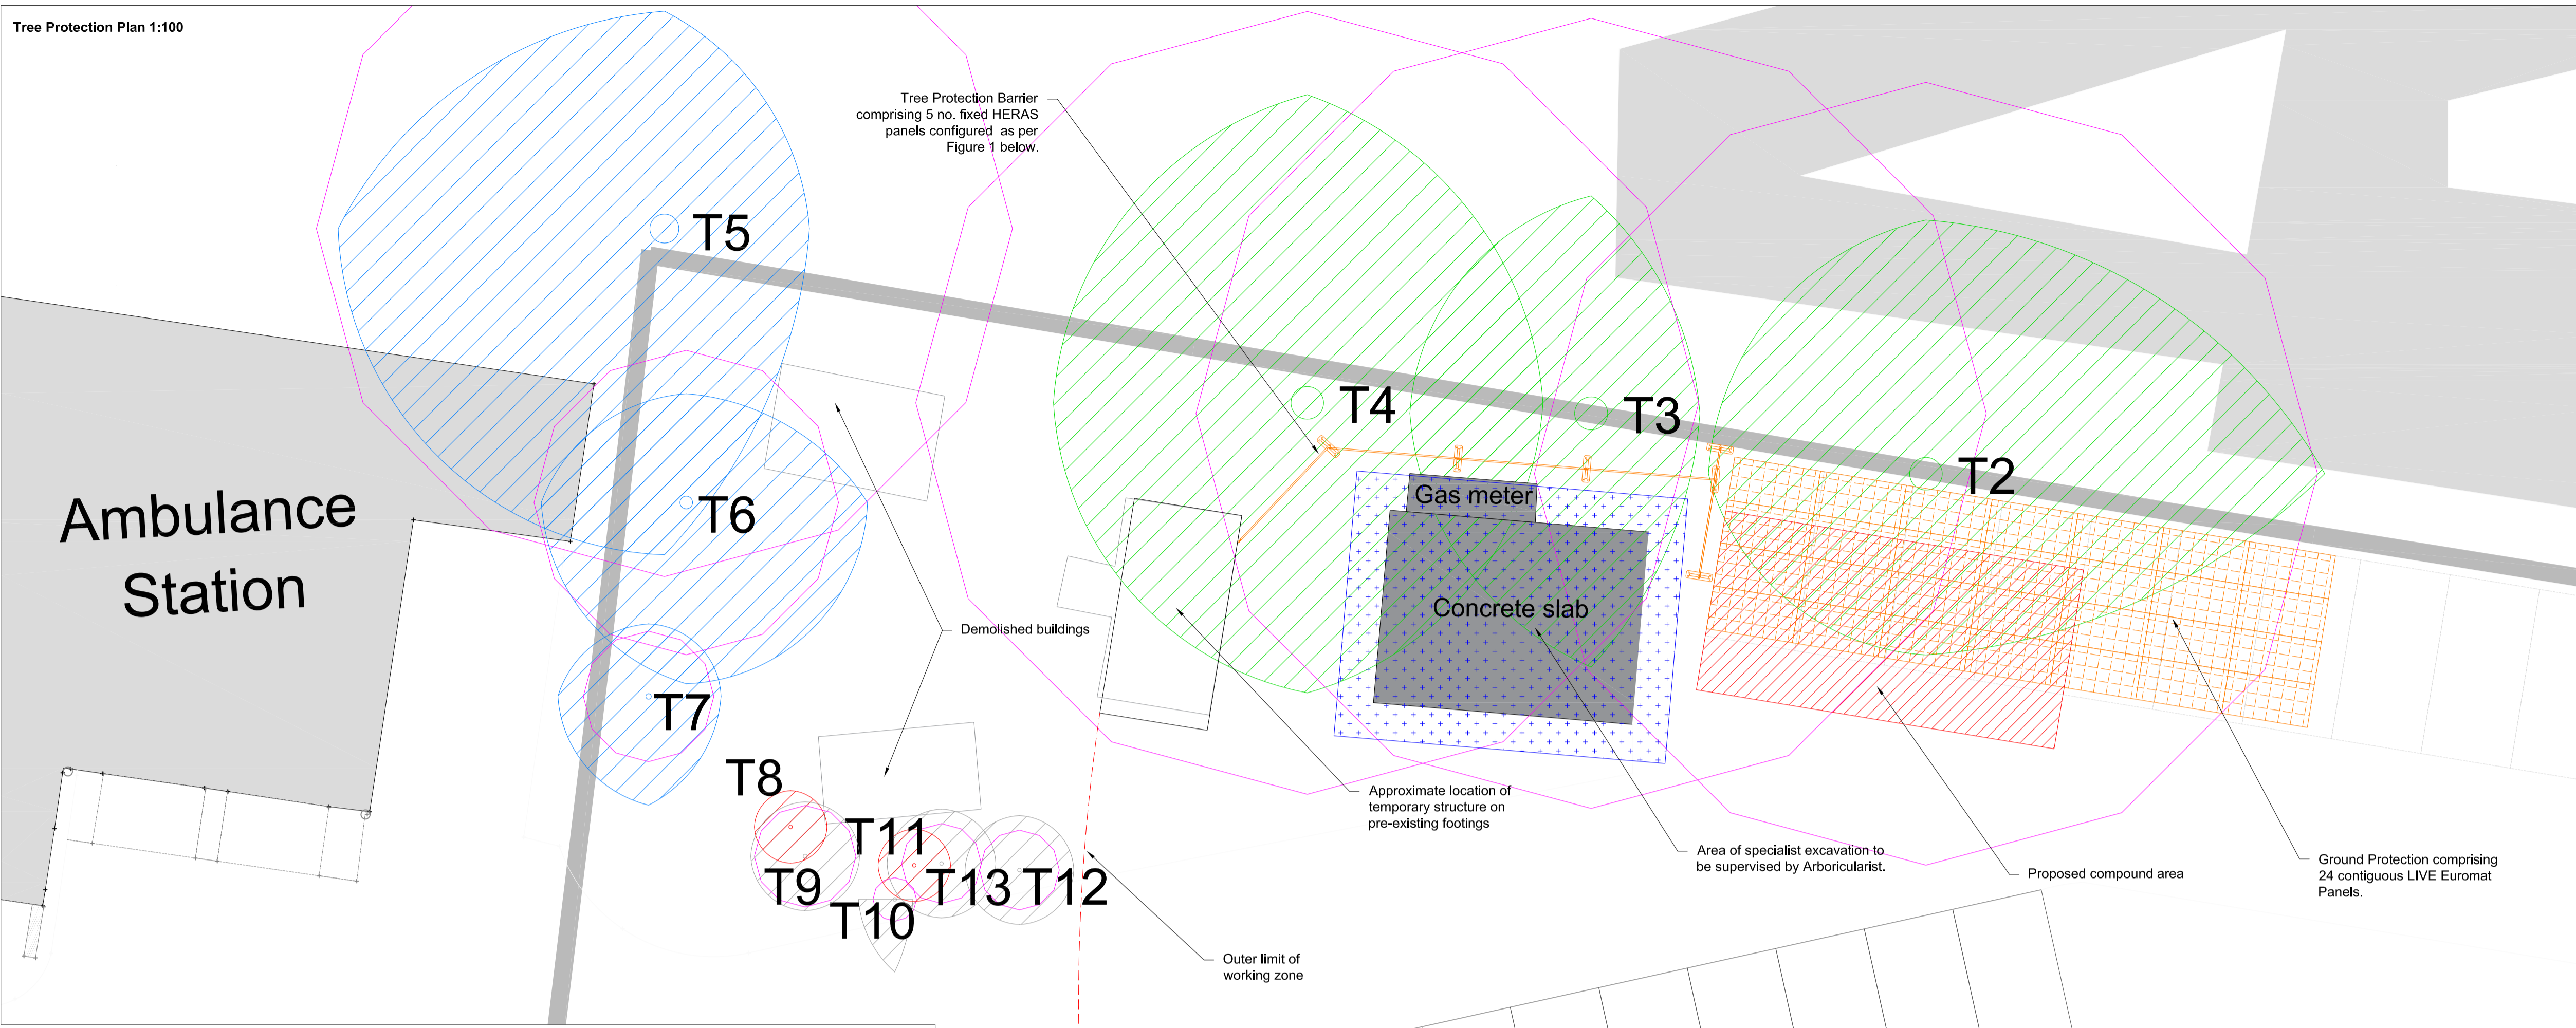 Tree Protection Plan 1:100
Tree Protection Barrier
comprising 5 no. fixed HERAS
panels configured as per
Figure 1 below.
T5
T4
T3
T2
Gas meter
Ambulance
Station
T6
Concrete slab
Demolished buildings
T7
T8
Approximate location of
temporary structure on
pre-existing footings
T11
Area of specialist excavation to
be supervised by Arboricularist.
Proposed compound area
Ground Protection comprising
24 contiguous LIVE Euromat
Panels.
T9
T13
T12
T10
Outer limit of
working zone